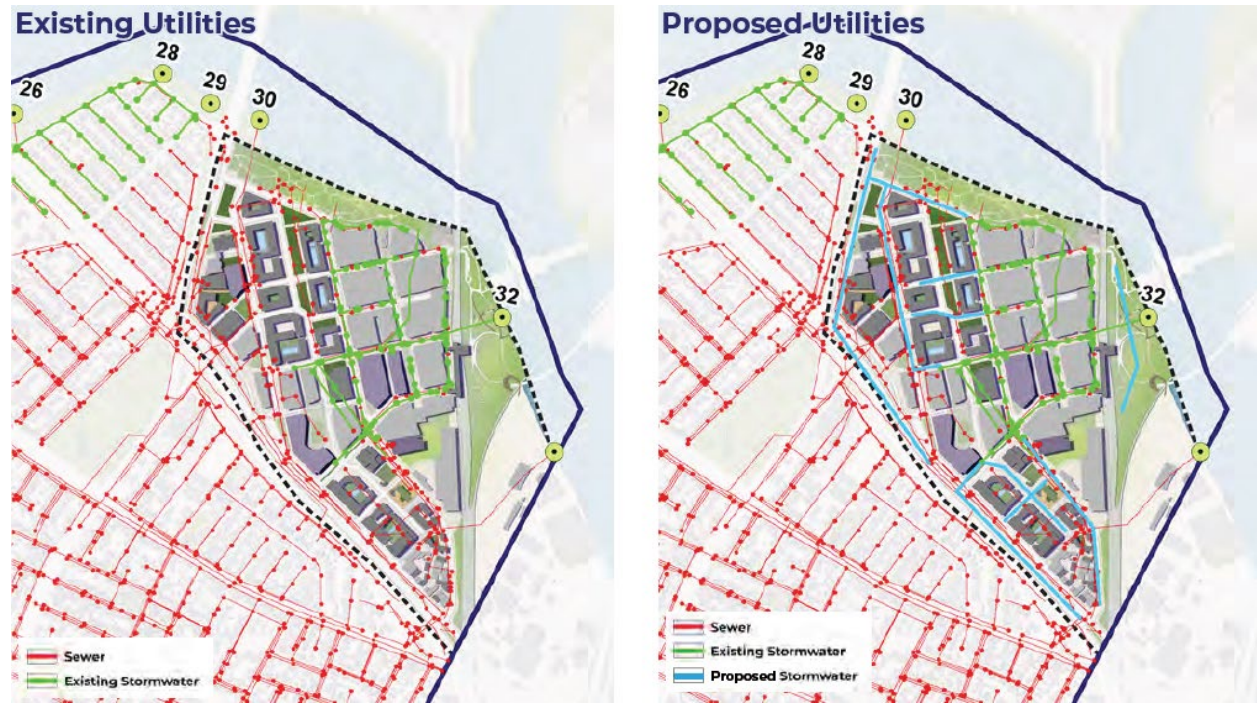 Existing Utilities
28
29
30
26
32
Sewer
Existing Stormwater
Proposed Utilities
28
29
30
26
32
Sewer
Existing Stormwater
Proposed Stormwater